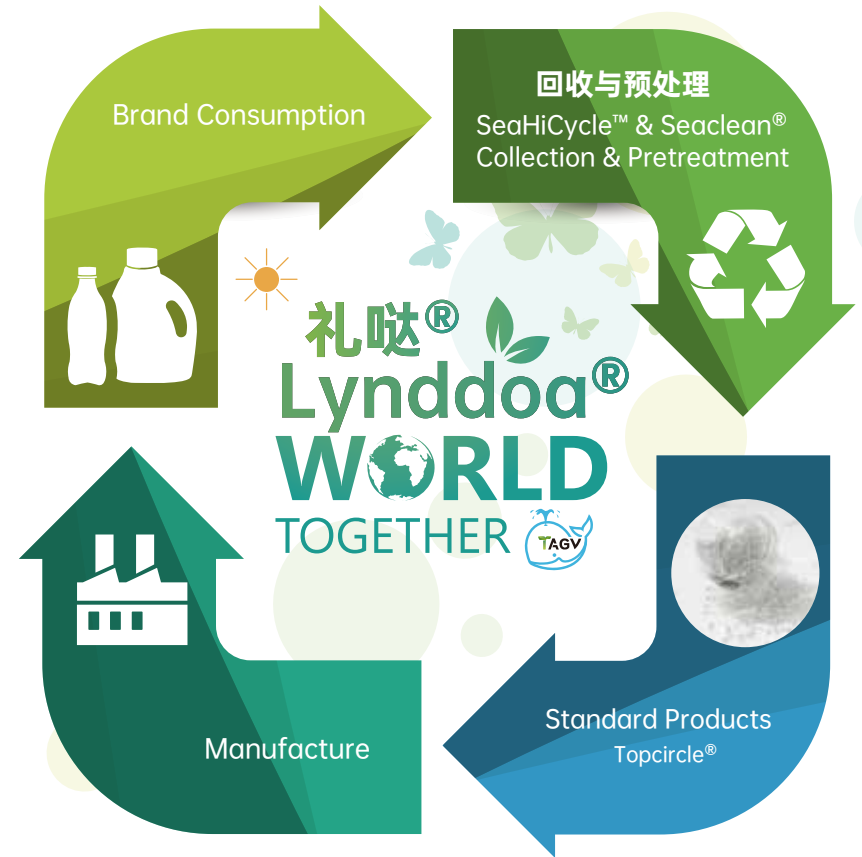 Brand Consumption
回收与预处理
SeaHiCycle™ & Seaclean®
Collection & Pretreatment
礼哒®
Lynddoa®
WORLD
TOGETHER
TAGV
Standard Products
Topcircle®
Manufacture